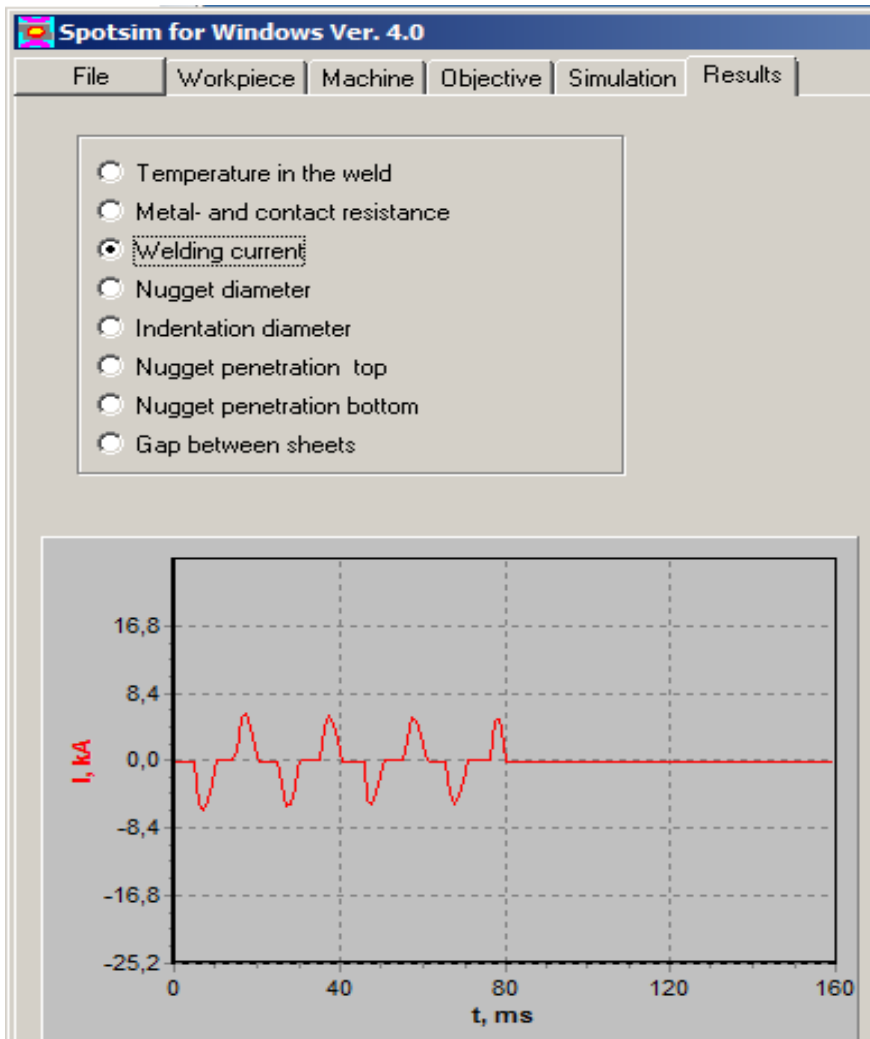 Spotsim for Windows Ver. 4.0
File Workpiece Machine Objective Simulation Results
Temperature in the weld
Metal- and contact resistance
Welding current
Nugget diameter
Indentation diameter
Nugget penetration top
Nugget penetration bottom
Gap between sheets
16,8
8,4
0,0
-8,4
-16,8
-25,2
I, kA
0 40 80 120 160
t, ms